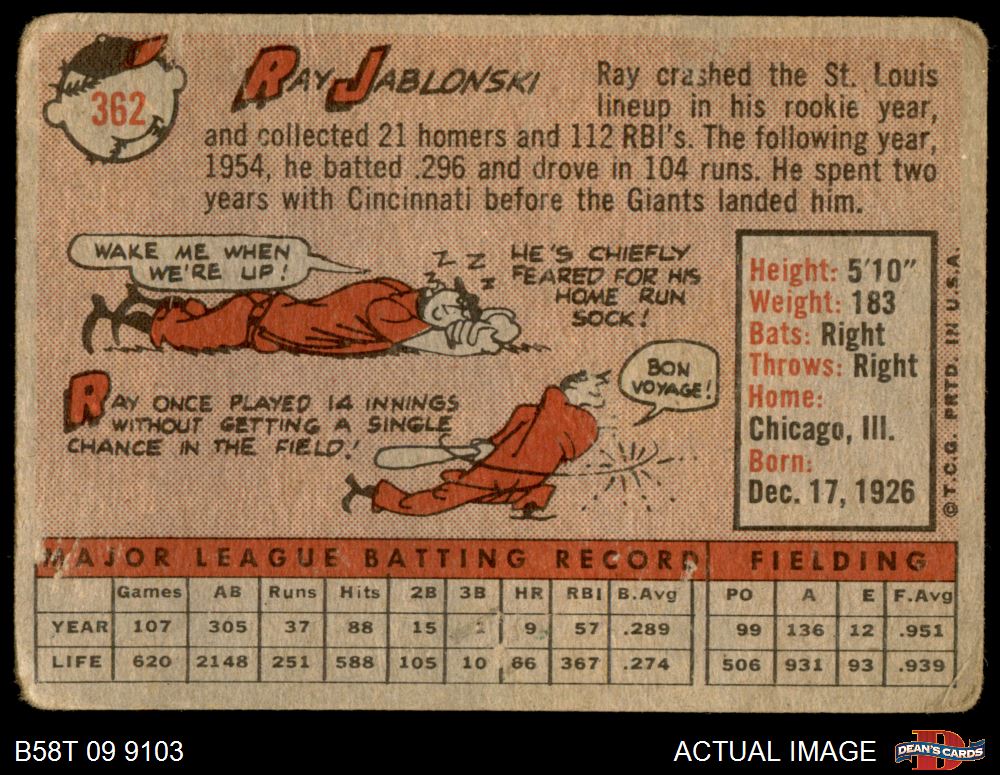 362
RAY JABLONSKI
Ray crashed the St. Louis
lineup in his rookie year,
and collected 21 homers and 112 RBI's. The following year,
1954, he batted .296 and drove in 104 runs. He spent two
years with Cincinnati before the Giants landed him.
WAKE ME WHEN
WE'RE UP!
Z Z Z Z Z
HE'S CHIEFLY
FEARED FOR HIS
HOME RUN
SOCK!
RAY ONCE PLAYED 14 INNINGS
WITHOUT GETTING A SINGLE
CHANCE IN THE FIELD!
BON
VOYAGE!
Height: 5'10"
Weight: 183
Bats: Right
Throws: Right
Home:
Chicago, Ill.
Born:
Dec. 17, 1926
© T.C.G. PRTD. IN U.S.A.
MAJOR LEAGUE BATTING RECORD FIELDING
Games AB Runs Hits 2B 3B HR RBI B.Avg PO A E F.Avg
YEAR 107 305 37 88 15 9 57 .289 99 136 12 .951
LIFE 620 2148 251 588 105 10 66 367 .274 506 931 93 .939
B58T 09 9103
ACTUAL IMAGE
D
DEAN'S CARDS